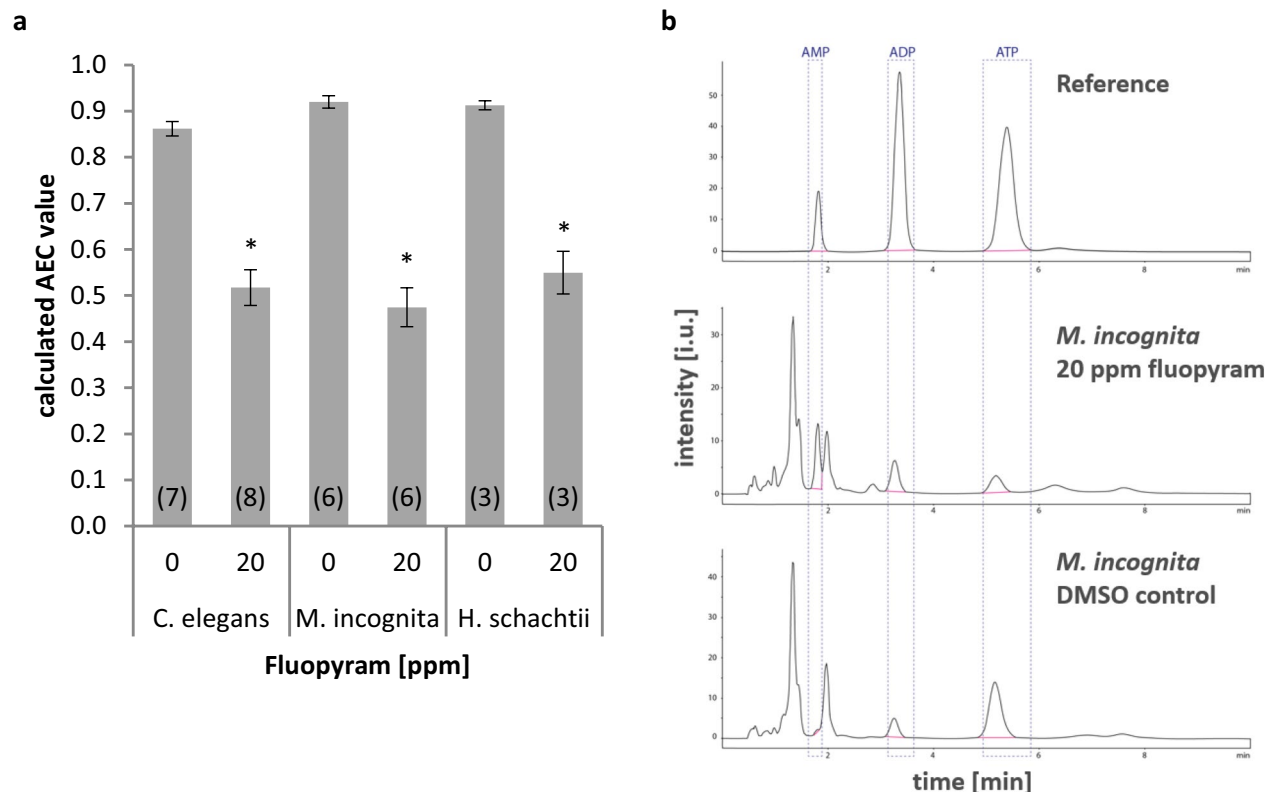 a
calculated AEC value
1.0
0.9
0.8
0.7
0.6
0.5
0.4
0.3
0.2
0.1
0.0
* * *
(7) (8) (6) (6) (3) (3)
0 20 0 20 0 20
C. elegans M. incognita H. schachtii
Fluopyram [ppm]
b
AMP ADP ATP
Reference
50
40
30
20
10
0
2 4 6 8 min
intensity [i.u.]
M. incognita
20 ppm fluopyram
30
20
10
0
2 4 6 8 min
M. incognita
DMSO control
40
30
20
10
0
2 4 6 8 min
time [min]